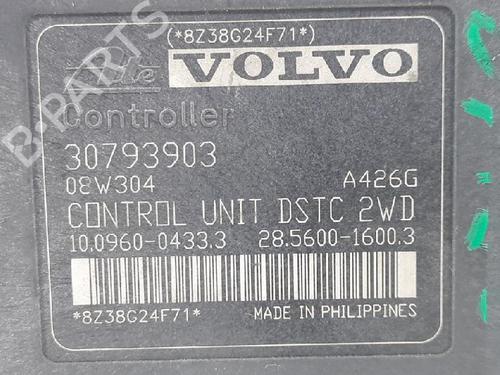 (*8Z38G24F71*)
Ate VOLVO
Controller
30793903
08W304 A426G
CONTROL UNIT DSTC 2WD
10.0960-0433.3 28.5600-1600.3
*8Z38G24F71* MADE IN PHILIPPINES
B-PARTS